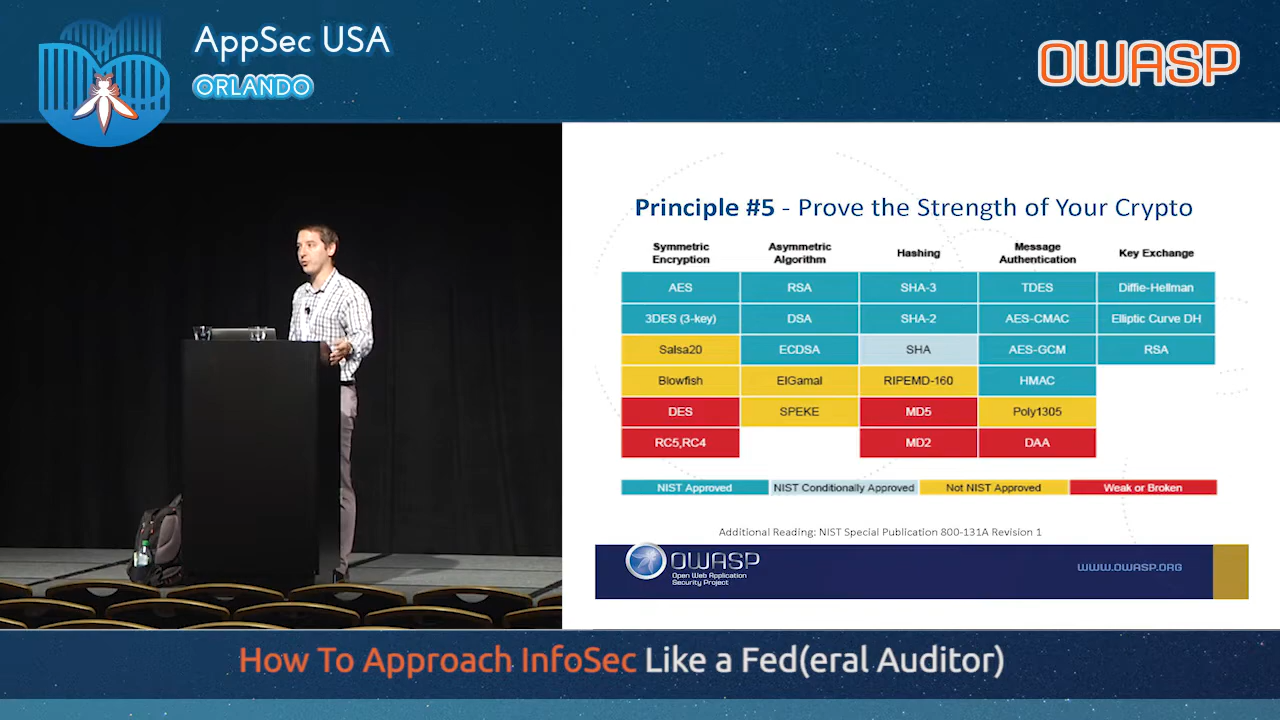 AppSec USA
ORLANDO
OWASP
Principle #5 - Prove the Strength of Your Crypto
Symmetric Encryption
Asymmetric Algorithm
Hashing
Message Authentication
Key Exchange
AES
RSA
SHA-3
TDES
Diffie-Hellman
3DES (3-key)
DSA
SHA-2
AES-CMAC
Elliptic Curve DH
Salsa20
ECDSA
SHA
AES-GCM
RSA
Blowfish
ElGamal
RIPEMD-160
HMAC
DES
SPEKE
MD5
Poly1305
RC5,RC4
MD2
DAA
NIST Approved
NIST Conditionally Approved
Not NIST Approved
Weak or Broken
Additional Reading: NIST Special Publication 800-131A Revision 1
OWASP
Open Web Application
Security Project
WWW.OWASP.ORG
How To Approach InfoSec Like a Fed(eral Auditor)